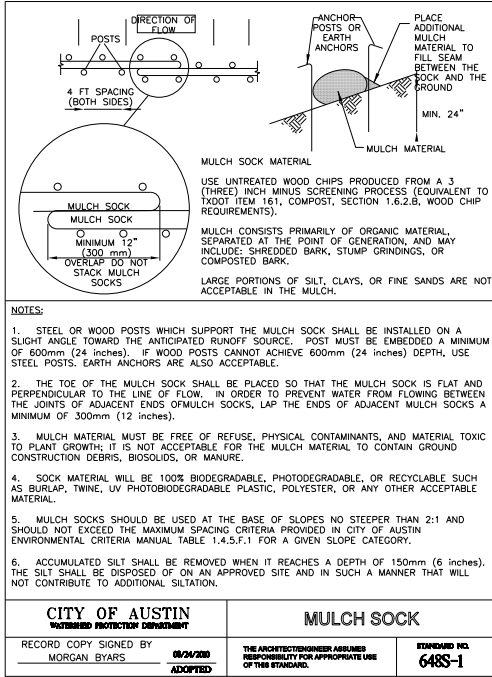 DIRECTION OF
FLOW
POSTS
4 FT SPACING
(BOTH SIDES)
ANCHOR
POSTS OR
EARTH
ANCHORS
PLACE
ADDITIONAL
MULCH
MATERIAL TO
FILL SEAM
BETWEEN THE
SOCK AND THE
GROUND
MIN. 24"
MULCH MATERIAL
MULCH SOCK
MULCH SOCK
MINIMUM 12"
(300 mm)
OVERLAP DO NOT
STACK MULCH
SOCKS
MULCH SOCK MATERIAL
USE UNTREATED WOOD CHIPS PRODUCED FROM A 3
(THREE) INCH MINUS SCREENING PROCESS (EQUIVALENT TO
TXDOT ITEM 161, COMPOST, SECTION 1.6.2.B, WOOD CHIP
REQUIREMENTS).
MULCH CONSISTS PRIMARILY OF ORGANIC MATERIAL,
SEPARATED AT THE POINT OF GENERATION, AND MAY
INCLUDE: SHREDDED BARK, STUMP GRINDINGS, OR
COMPOSTED BARK.
LARGE PORTIONS OF SILT, CLAYS, OR FINE SANDS ARE NOT
ACCEPTABLE IN THE MULCH.
NOTES:
1. STEEL OR WOOD POSTS WHICH SUPPORT THE MULCH SOCK SHALL BE INSTALLED ON A
SLIGHT ANGLE TOWARD THE ANTICIPATED RUNOFF SOURCE. POST MUST BE EMBEDDED A MINIMUM
OF 600mm (24 inches). IF WOOD POSTS CANNOT ACHIEVE 600mm (24 inches) DEPTH, USE
STEEL POSTS. EARTH ANCHORS ARE ALSO ACCEPTABLE.
2. THE TOE OF THE MULCH SOCK SHALL BE PLACED SO THAT THE MULCH SOCK IS FLAT AND
PERPENDICULAR TO THE LINE OF FLOW. IN ORDER TO PREVENT WATER FROM FLOWING BETWEEN
THE JOINTS OF ADJACENT ENDS OFMULCH SOCKS, LAP THE ENDS OF ADJACENT MULCH SOCKS A
MINIMUM OF 300mm (12 inches).
3. MULCH MATERIAL MUST BE FREE OF REFUSE, PHYSICAL CONTAMINANTS, AND MATERIAL TOXIC
TO PLANT GROWTH; IT IS NOT ACCEPTABLE FOR THE MULCH MATERIAL TO CONTAIN GROUND
CONSTRUCTION DEBRIS, BIOSOLIDS, OR MANURE.
4. SOCK MATERIAL WILL BE 100% BIODEGRADABLE, PHOTODEGRADABLE, OR RECYCLABLE SUCH
AS BURLAP, TWINE, UV PHOTOBIODEGRADABLE PLASTIC, POLYESTER, OR ANY OTHER ACCEPTABLE
MATERIAL.
5. MULCH SOCKS SHOULD BE USED AT THE BASE OF SLOPES NO STEEPER THAN 2:1 AND
SHOULD NOT EXCEED THE MAXIMUM SPACING CRITERIA PROVIDED IN CITY OF AUSTIN
ENVIRONMENTAL CRITERIA MANUAL TABLE 1.4.5.F.1 FOR A GIVEN SLOPE CATEGORY.
6. ACCUMULATED SILT SHALL BE REMOVED WHEN IT REACHES A DEPTH OF 150mm (6 inches).
THE SILT SHALL BE DISPOSED OF ON AN APPROVED SITE AND IN SUCH A MANNER THAT WILL
NOT CONTRIBUTE TO ADDITIONAL SILTATION.
CITY OF AUSTIN
WATERSHED PROTECTION DEPARTMENT
MULCH SOCK
RECORD COPY SIGNED BY
MORGAN BYARS
ADOPTED
THE ARCHITECT/ENGINEER ASSUMES
RESPONSIBILITY FOR APPROPRIATE USE
OF THIS STANDARD.
STANDARD NO.
648S-1